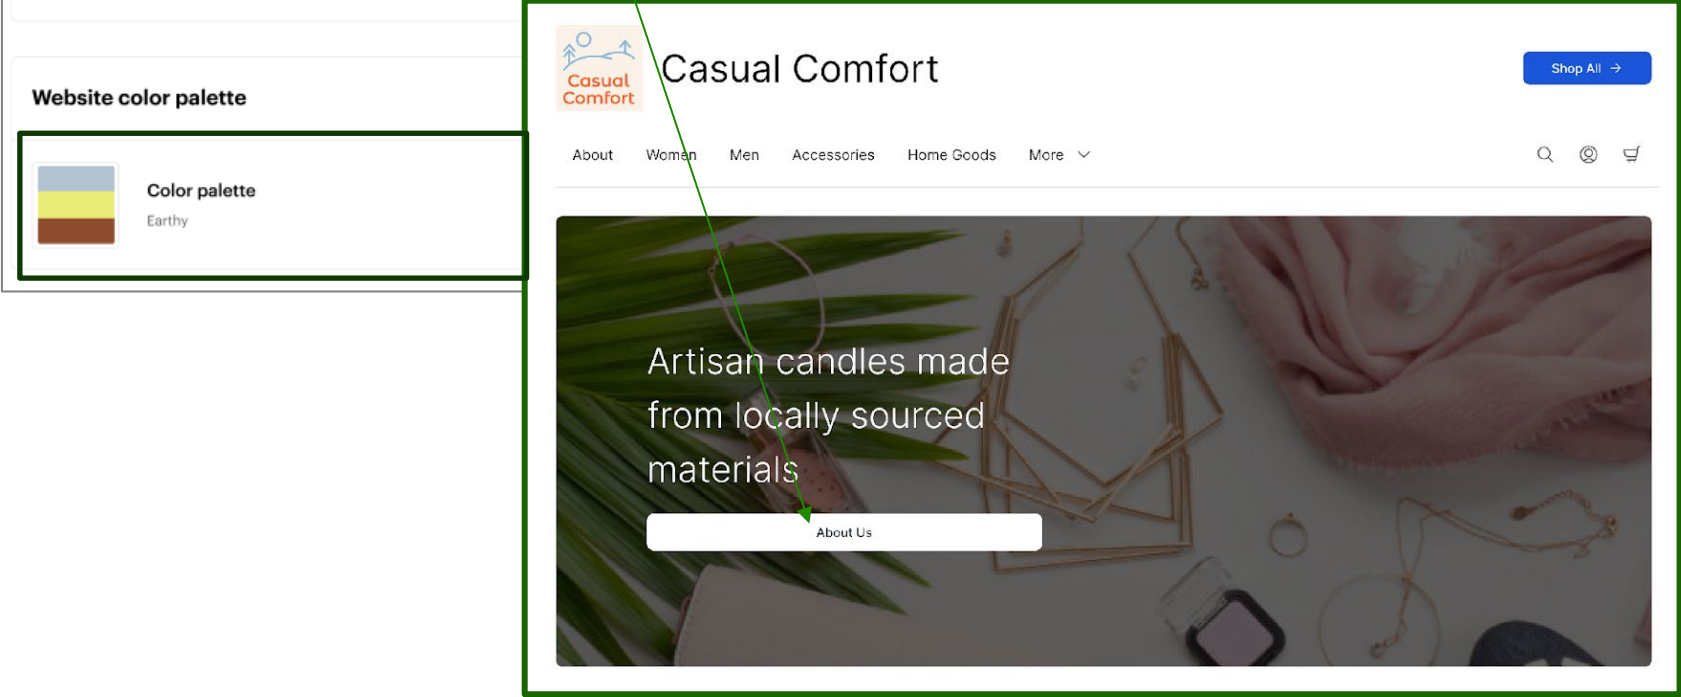 Website color palette
Color palette
Earthy
Casual
Comfort
Casual Comfort
Shop All →
About Women Men Accessories Home Goods More
Artisan candles made
from locally sourced
materials
About Us